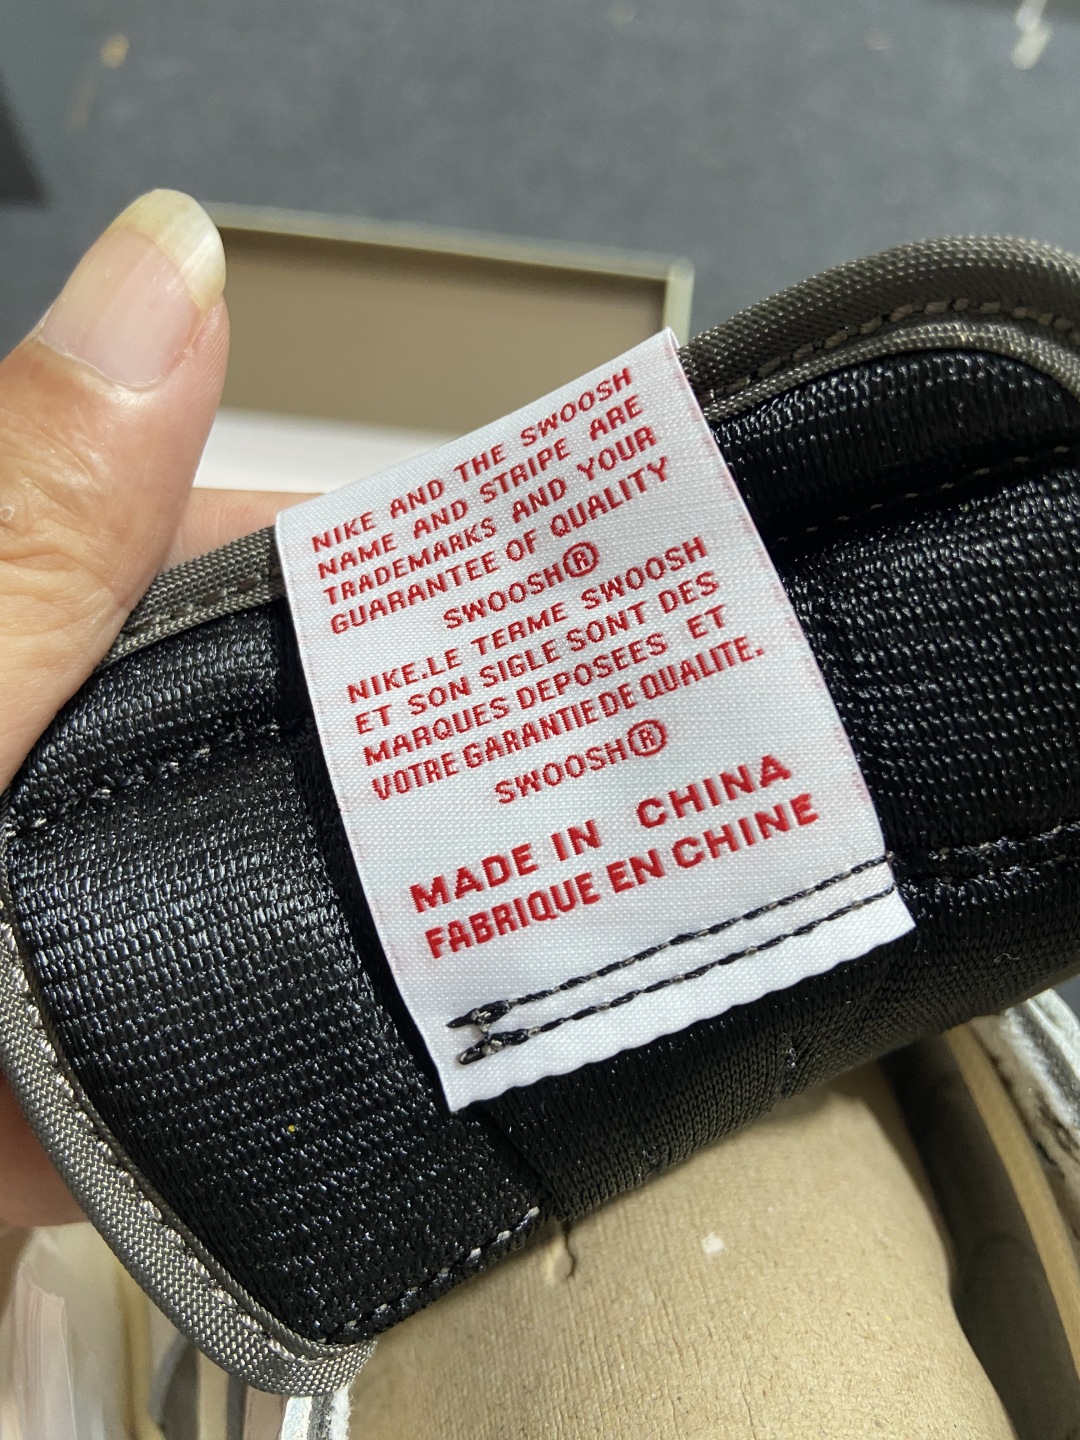 NIKE AND THE SWOOSH
NAME AND STRIPE ARE
TRADEMARKS AND YOUR
GUARANTEE OF QUALITY
SWOOSH®
NIKE.LE TERME SWOOSH
ET SON SIGLE SONT DES
MARQUES DEPOSEES ET
VOTRE GARANTIE DE QUALITE.
SWOOSH®
MADE IN CHINA
FABRIQUE EN CHINE